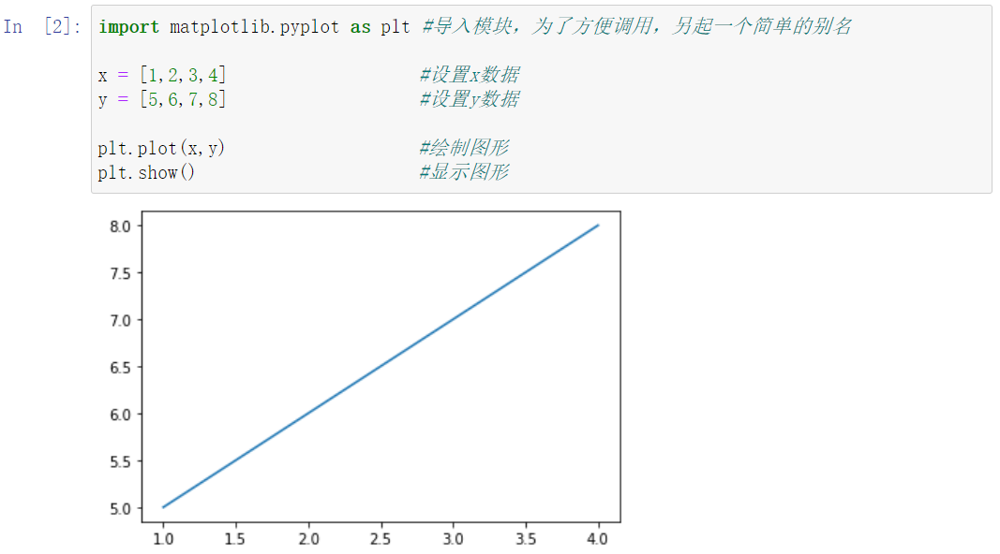 In [2]: import matplotlib.pyplot as plt #导入模块，为了方便调用，另起一个简单的别名
x = [1,2,3,4] #设置x数据
y = [5,6,7,8] #设置y数据
plt.plot(x,y) #绘制图形
plt.show() #显示图形
8.0
7.5
7.0
6.5
6.0
5.5
5.0
1.0 1.5 2.0 2.5 3.0 3.5 4.0